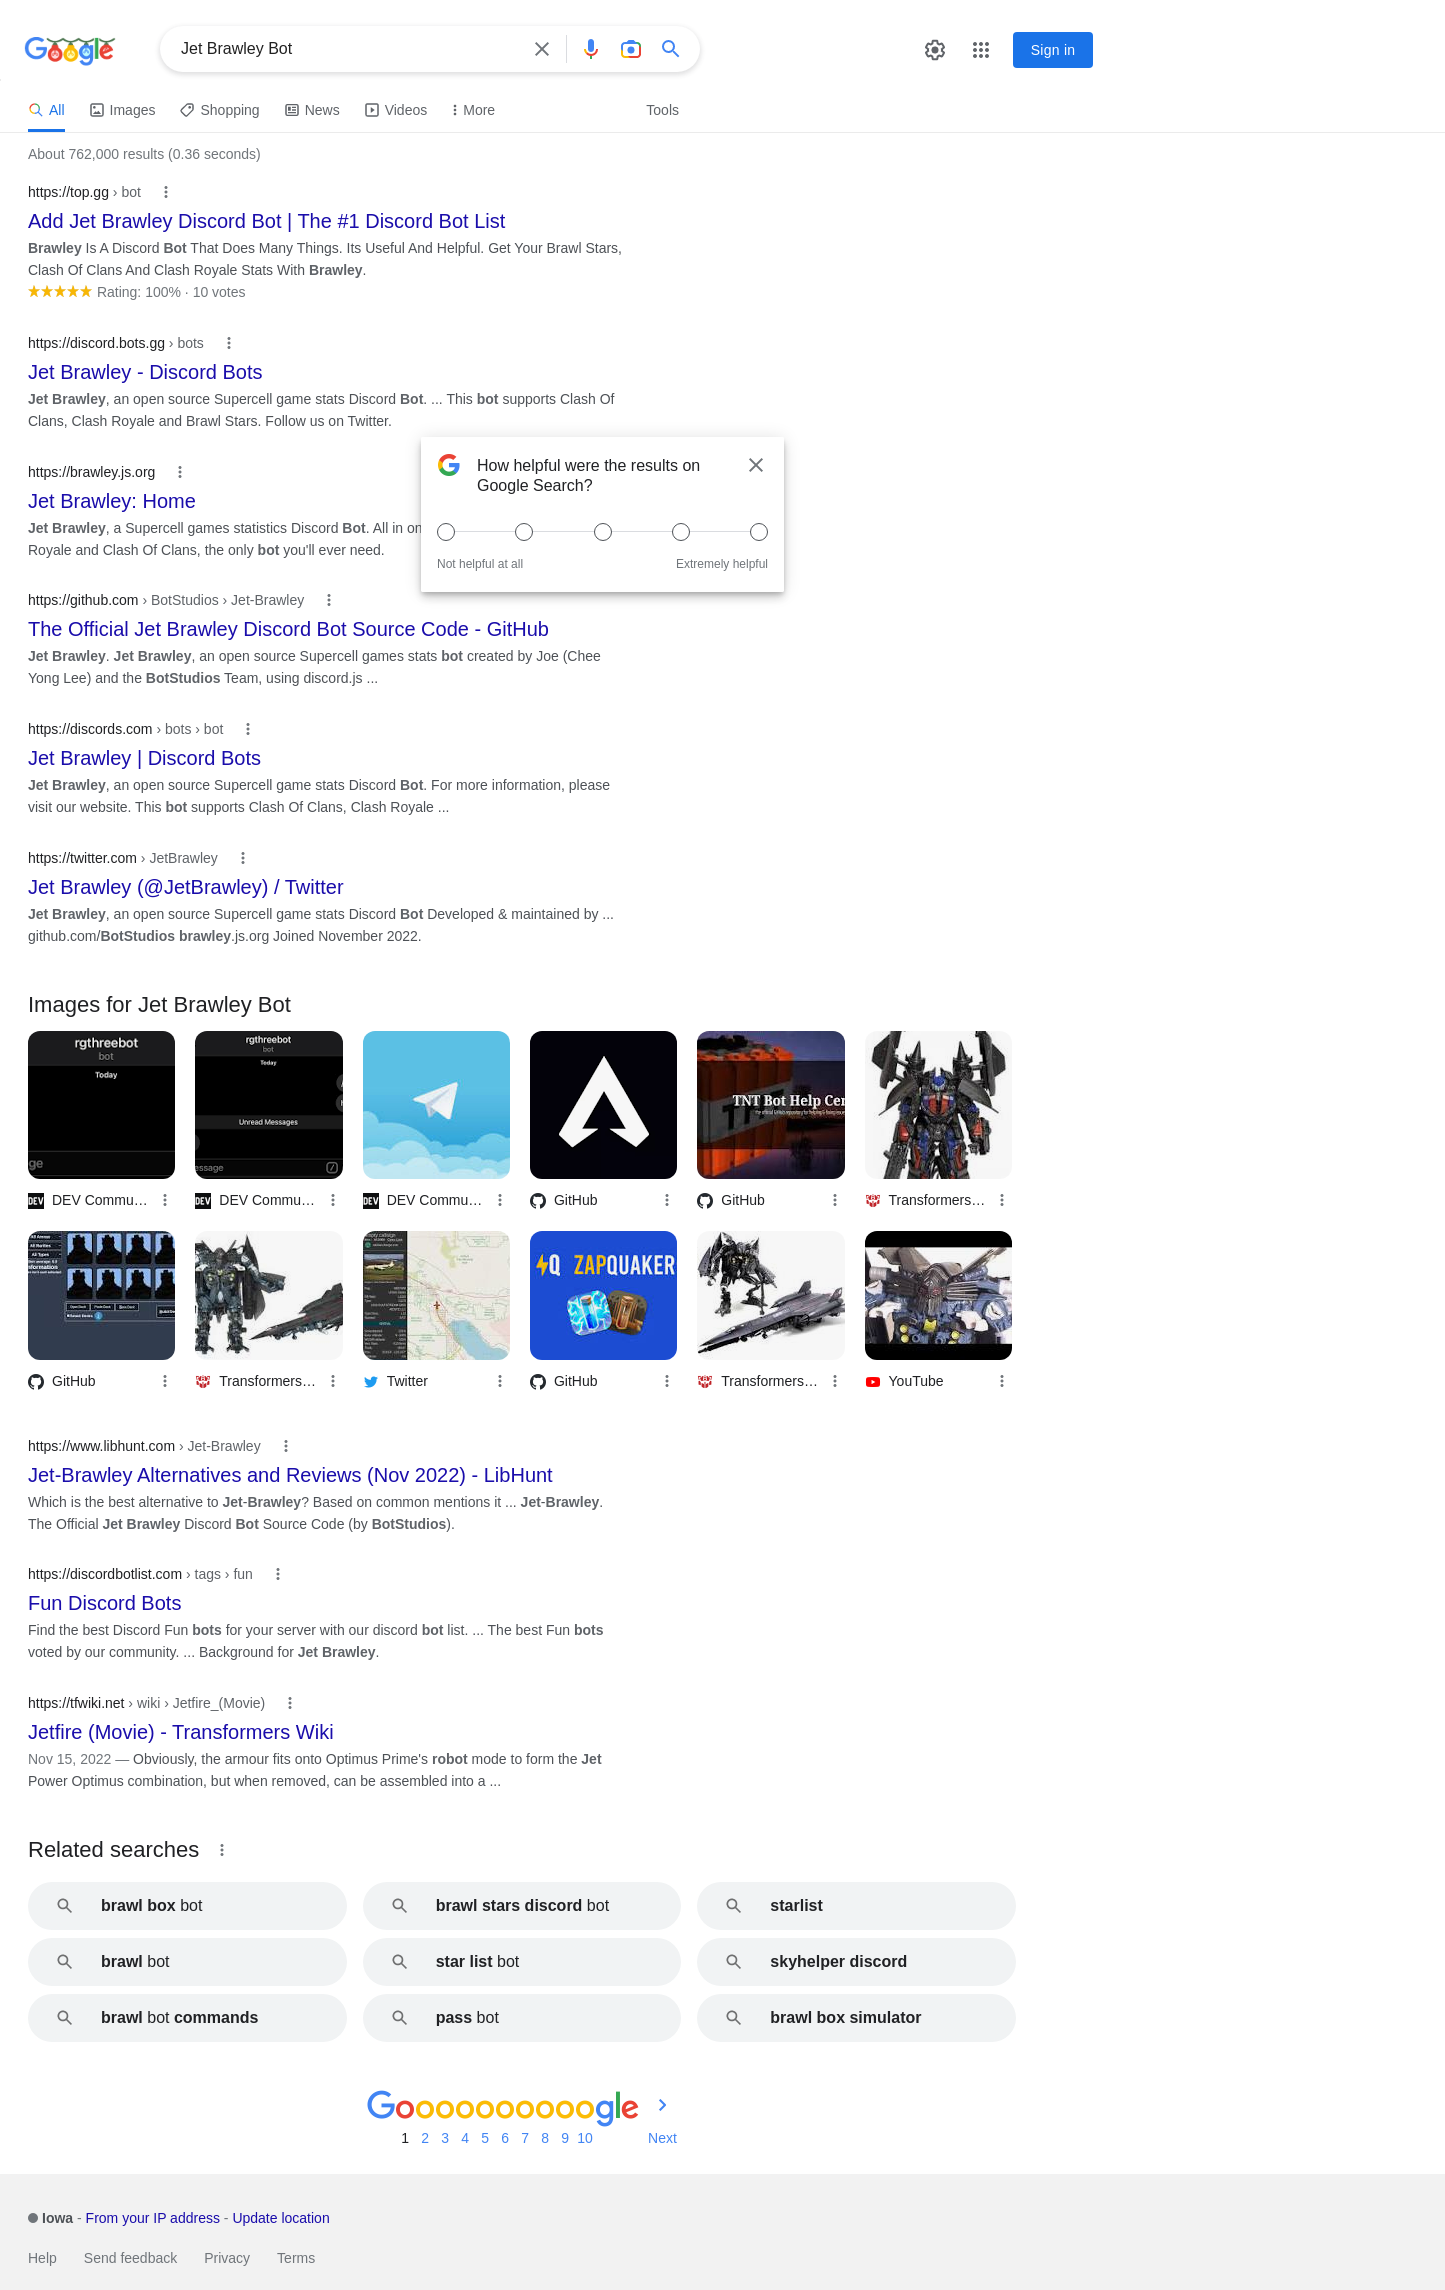 Google
Jet Brawley Bot
Sign in
All
Images
Shopping
News
Videos
More
Tools
About 762,000 results (0.36 seconds)
https://top.gg › bot
Add Jet Brawley Discord Bot | The #1 Discord Bot List
Brawley Is A Discord Bot That Does Many Things. Its Useful And Helpful. Get Your Brawl Stars,
Clash Of Clans And Clash Royale Stats With Brawley.
Rating: 100% · 10 votes
https://discord.bots.gg › bots
Jet Brawley - Discord Bots
Jet Brawley, an open source Supercell game stats Discord Bot. ... This bot supports Clash Of
Clans, Clash Royale and Brawl Stars. Follow us on Twitter.
How helpful were the results on
Google Search?
Not helpful at all
Extremely helpful
https://brawley.js.org
Jet Brawley: Home
Jet Brawley, a Supercell games statistics Discord Bot. All in on
Royale and Clash Of Clans, the only bot you'll ever need.
https://github.com › BotStudios › Jet-Brawley
The Official Jet Brawley Discord Bot Source Code - GitHub
Jet Brawley. Jet Brawley, an open source Supercell games stats bot created by Joe (Chee
Yong Lee) and the BotStudios Team, using discord.js ...
https://discords.com › bots › bot
Jet Brawley | Discord Bots
Jet Brawley, an open source Supercell game stats Discord Bot. For more information, please
visit our website. This bot supports Clash Of Clans, Clash Royale ...
https://twitter.com › JetBrawley
Jet Brawley (@JetBrawley) / Twitter
Jet Brawley, an open source Supercell game stats Discord Bot Developed & maintained by ...
github.com/BotStudios brawley.js.org Joined November 2022.
Images for Jet Brawley Bot
rgthreebot
bot
Today
rgthreebot
bot
Today
Unread Messages
essage
TNT Bot Help Cen
DEV Commu...
DEV Commu...
DEV Commu...
GitHub
GitHub
Transformers...
ZAPQUAKER
GitHub
Transformers...
Twitter
GitHub
Transformers...
YouTube
https://www.libhunt.com › Jet-Brawley
Jet-Brawley Alternatives and Reviews (Nov 2022) - LibHunt
Which is the best alternative to Jet-Brawley? Based on common mentions it ... Jet-Brawley.
The Official Jet Brawley Discord Bot Source Code (by BotStudios).
https://discordbotlist.com › tags › fun
Fun Discord Bots
Find the best Discord Fun bots for your server with our discord bot list. ... The best Fun bots
voted by our community. ... Background for Jet Brawley.
https://tfwiki.net › wiki › Jetfire_(Movie)
Jetfire (Movie) - Transformers Wiki
Nov 15, 2022 — Obviously, the armour fits onto Optimus Prime's robot mode to form the Jet
Power Optimus combination, but when removed, can be assembled into a ...
Related searches
brawl box bot
brawl stars discord bot
starlist
brawl bot
star list bot
skyhelper discord
brawl bot commands
pass bot
brawl box simulator
Goooooooooogle
1 2 3 4 5 6 7 8 9 10 Next
Iowa - From your IP address - Update location
Help Send feedback Privacy Terms